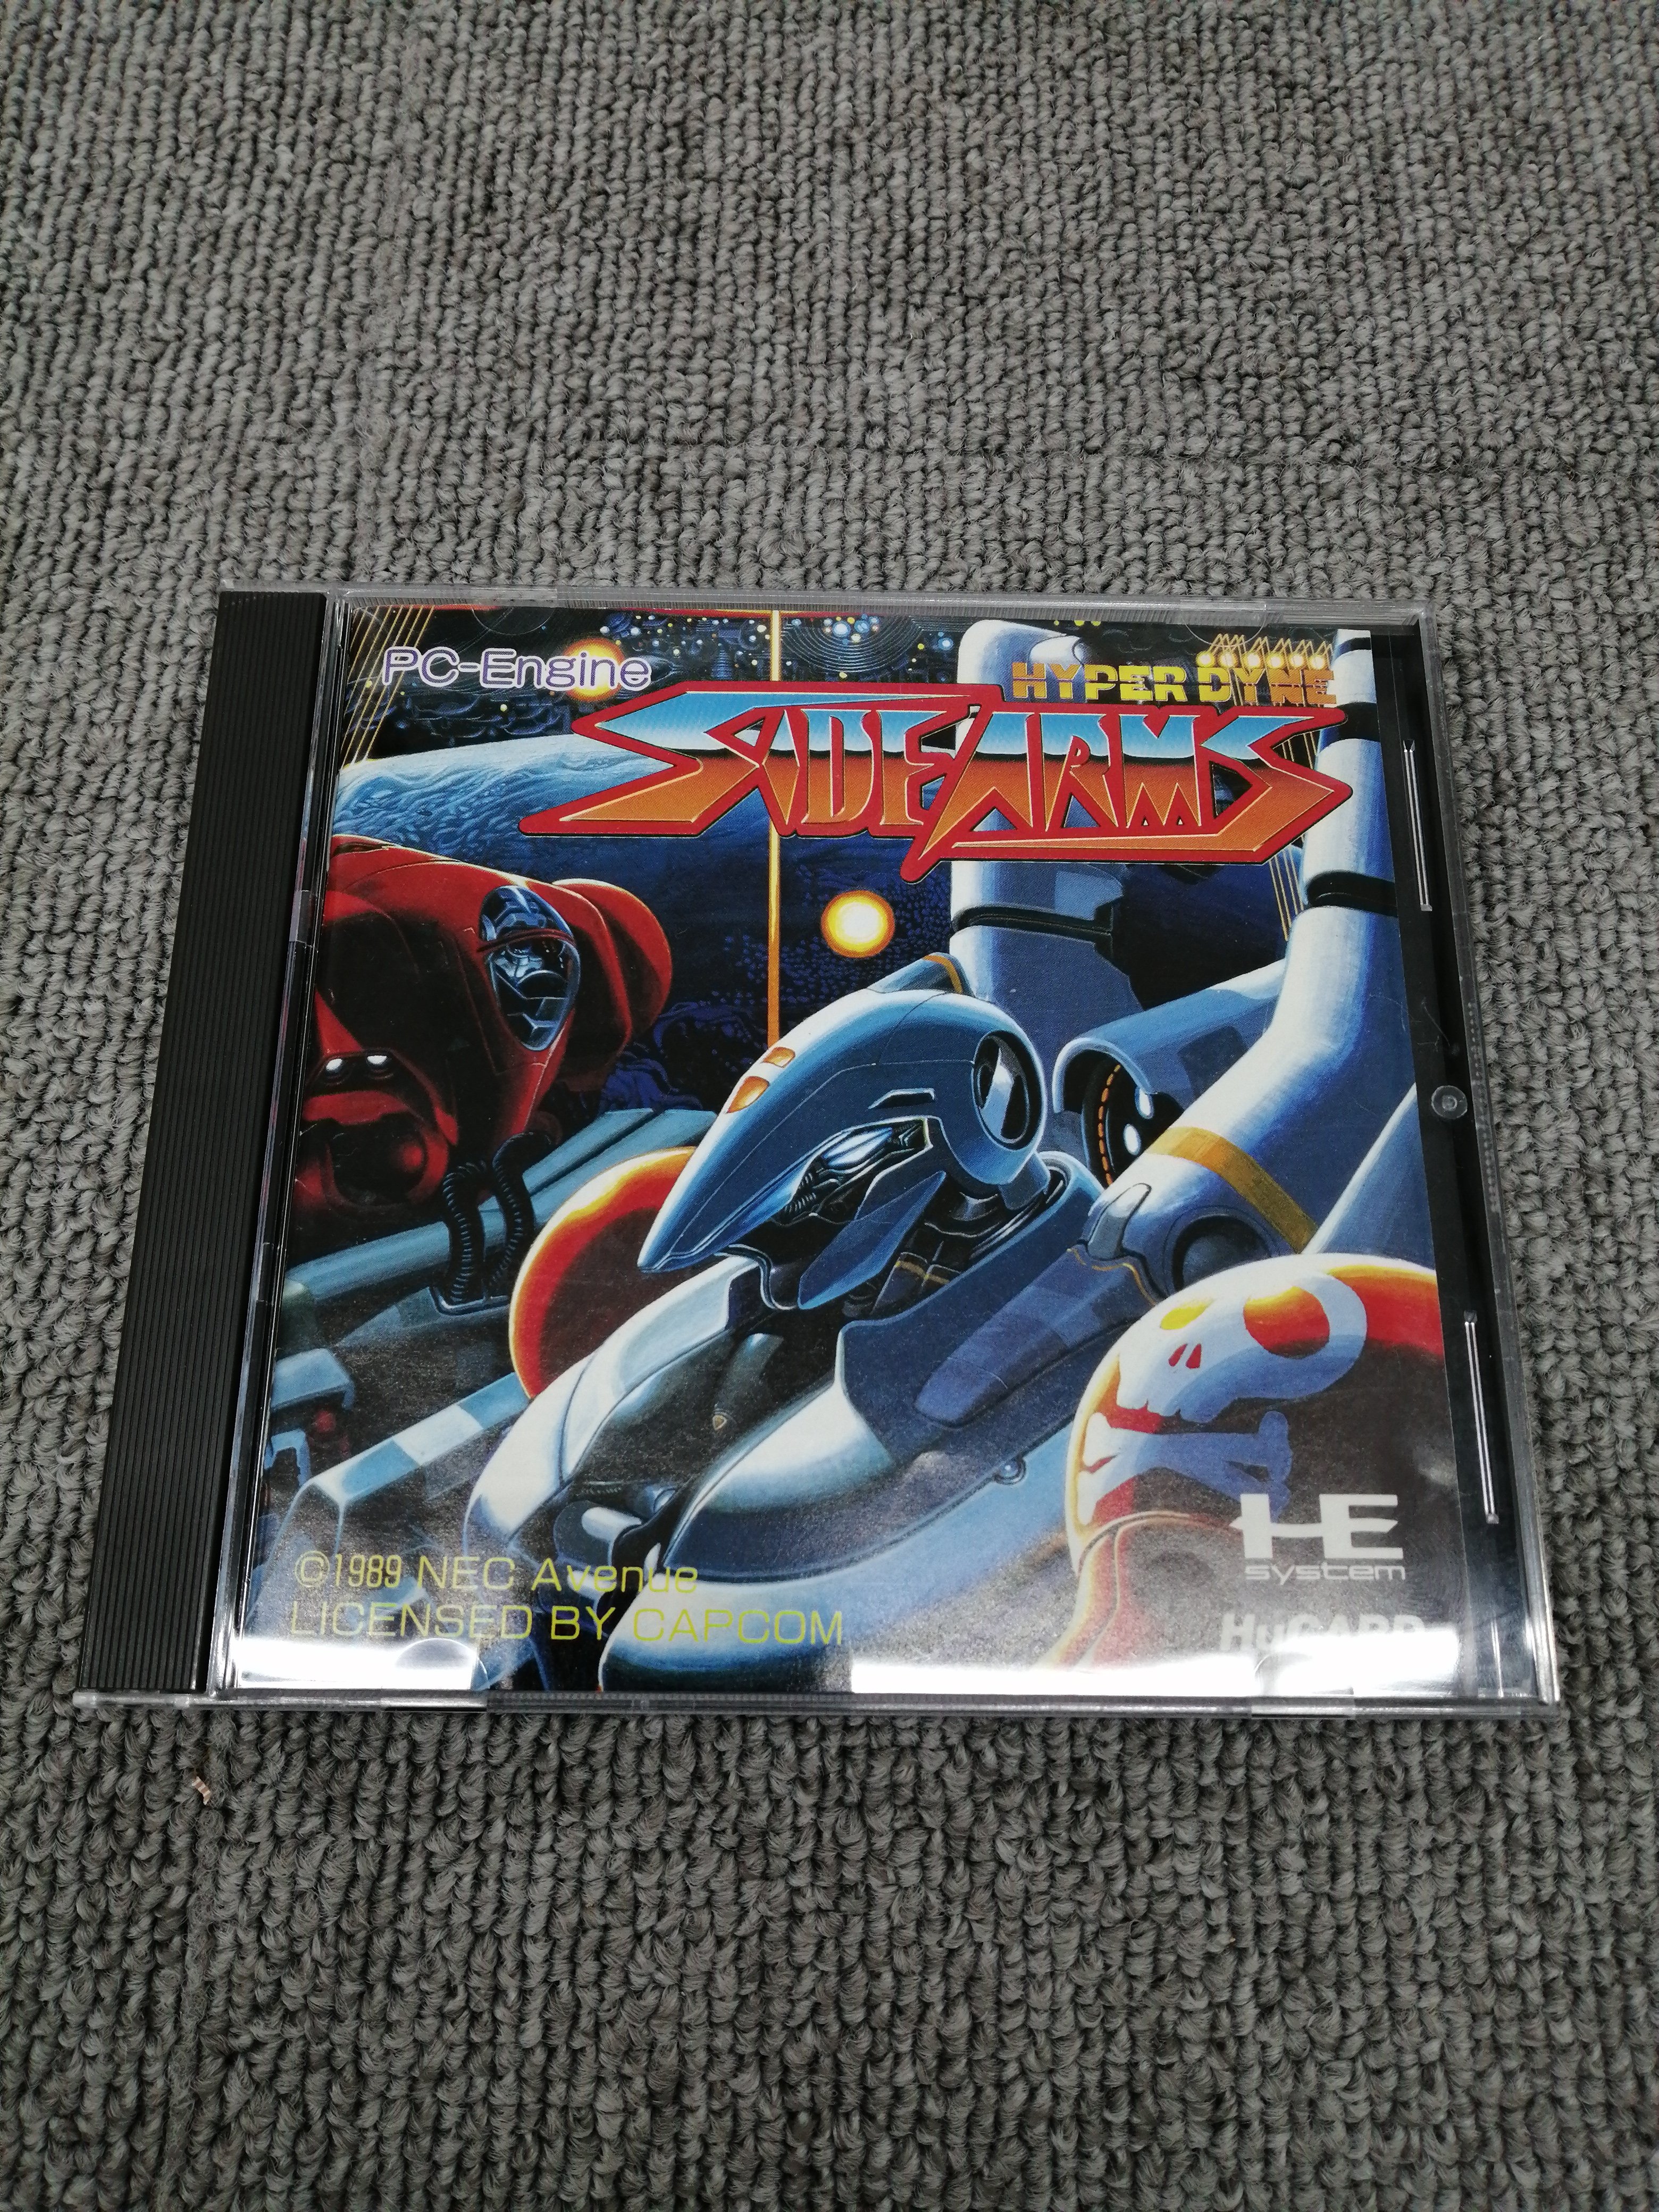 PC-Engine
HYPER DYNE
SIDE ARMS
©1989 NEC Avenue
LICENSED BY CAPCOM
HE
system
HuCARD